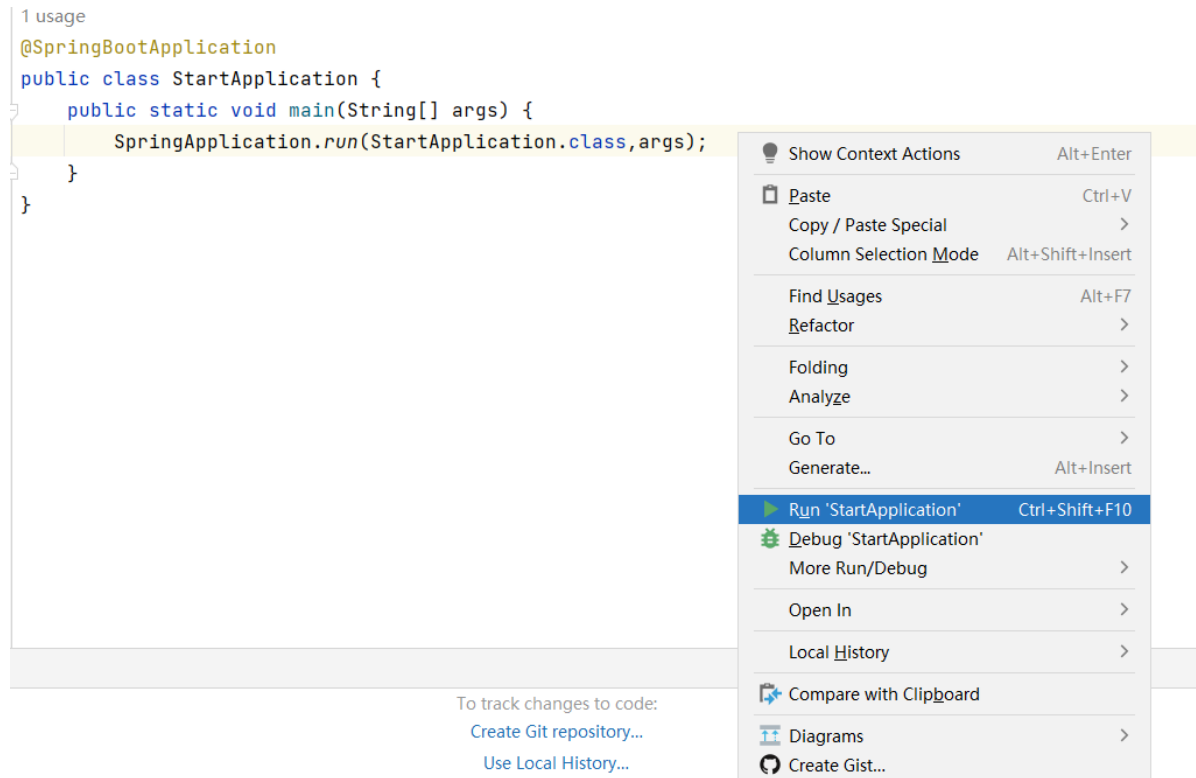 1 usage
@SpringBootApplication
public class StartApplication {
    public static void main(String[] args) {
        SpringApplication.run(StartApplication.class,args);
    }
}
Show Context Actions Alt+Enter
Paste Ctrl+V
Copy / Paste Special
Column Selection Mode Alt+Shift+Insert
Find Usages Alt+F7
Refactor
Folding
Analyze
Go To
Generate... Alt+Insert
Run 'StartApplication' Ctrl+Shift+F10
Debug 'StartApplication'
More Run/Debug
Open In
Local History
Compare with Clipboard
Diagrams
Create Gist...
To track changes to code:
Create Git repository...
Use Local History...